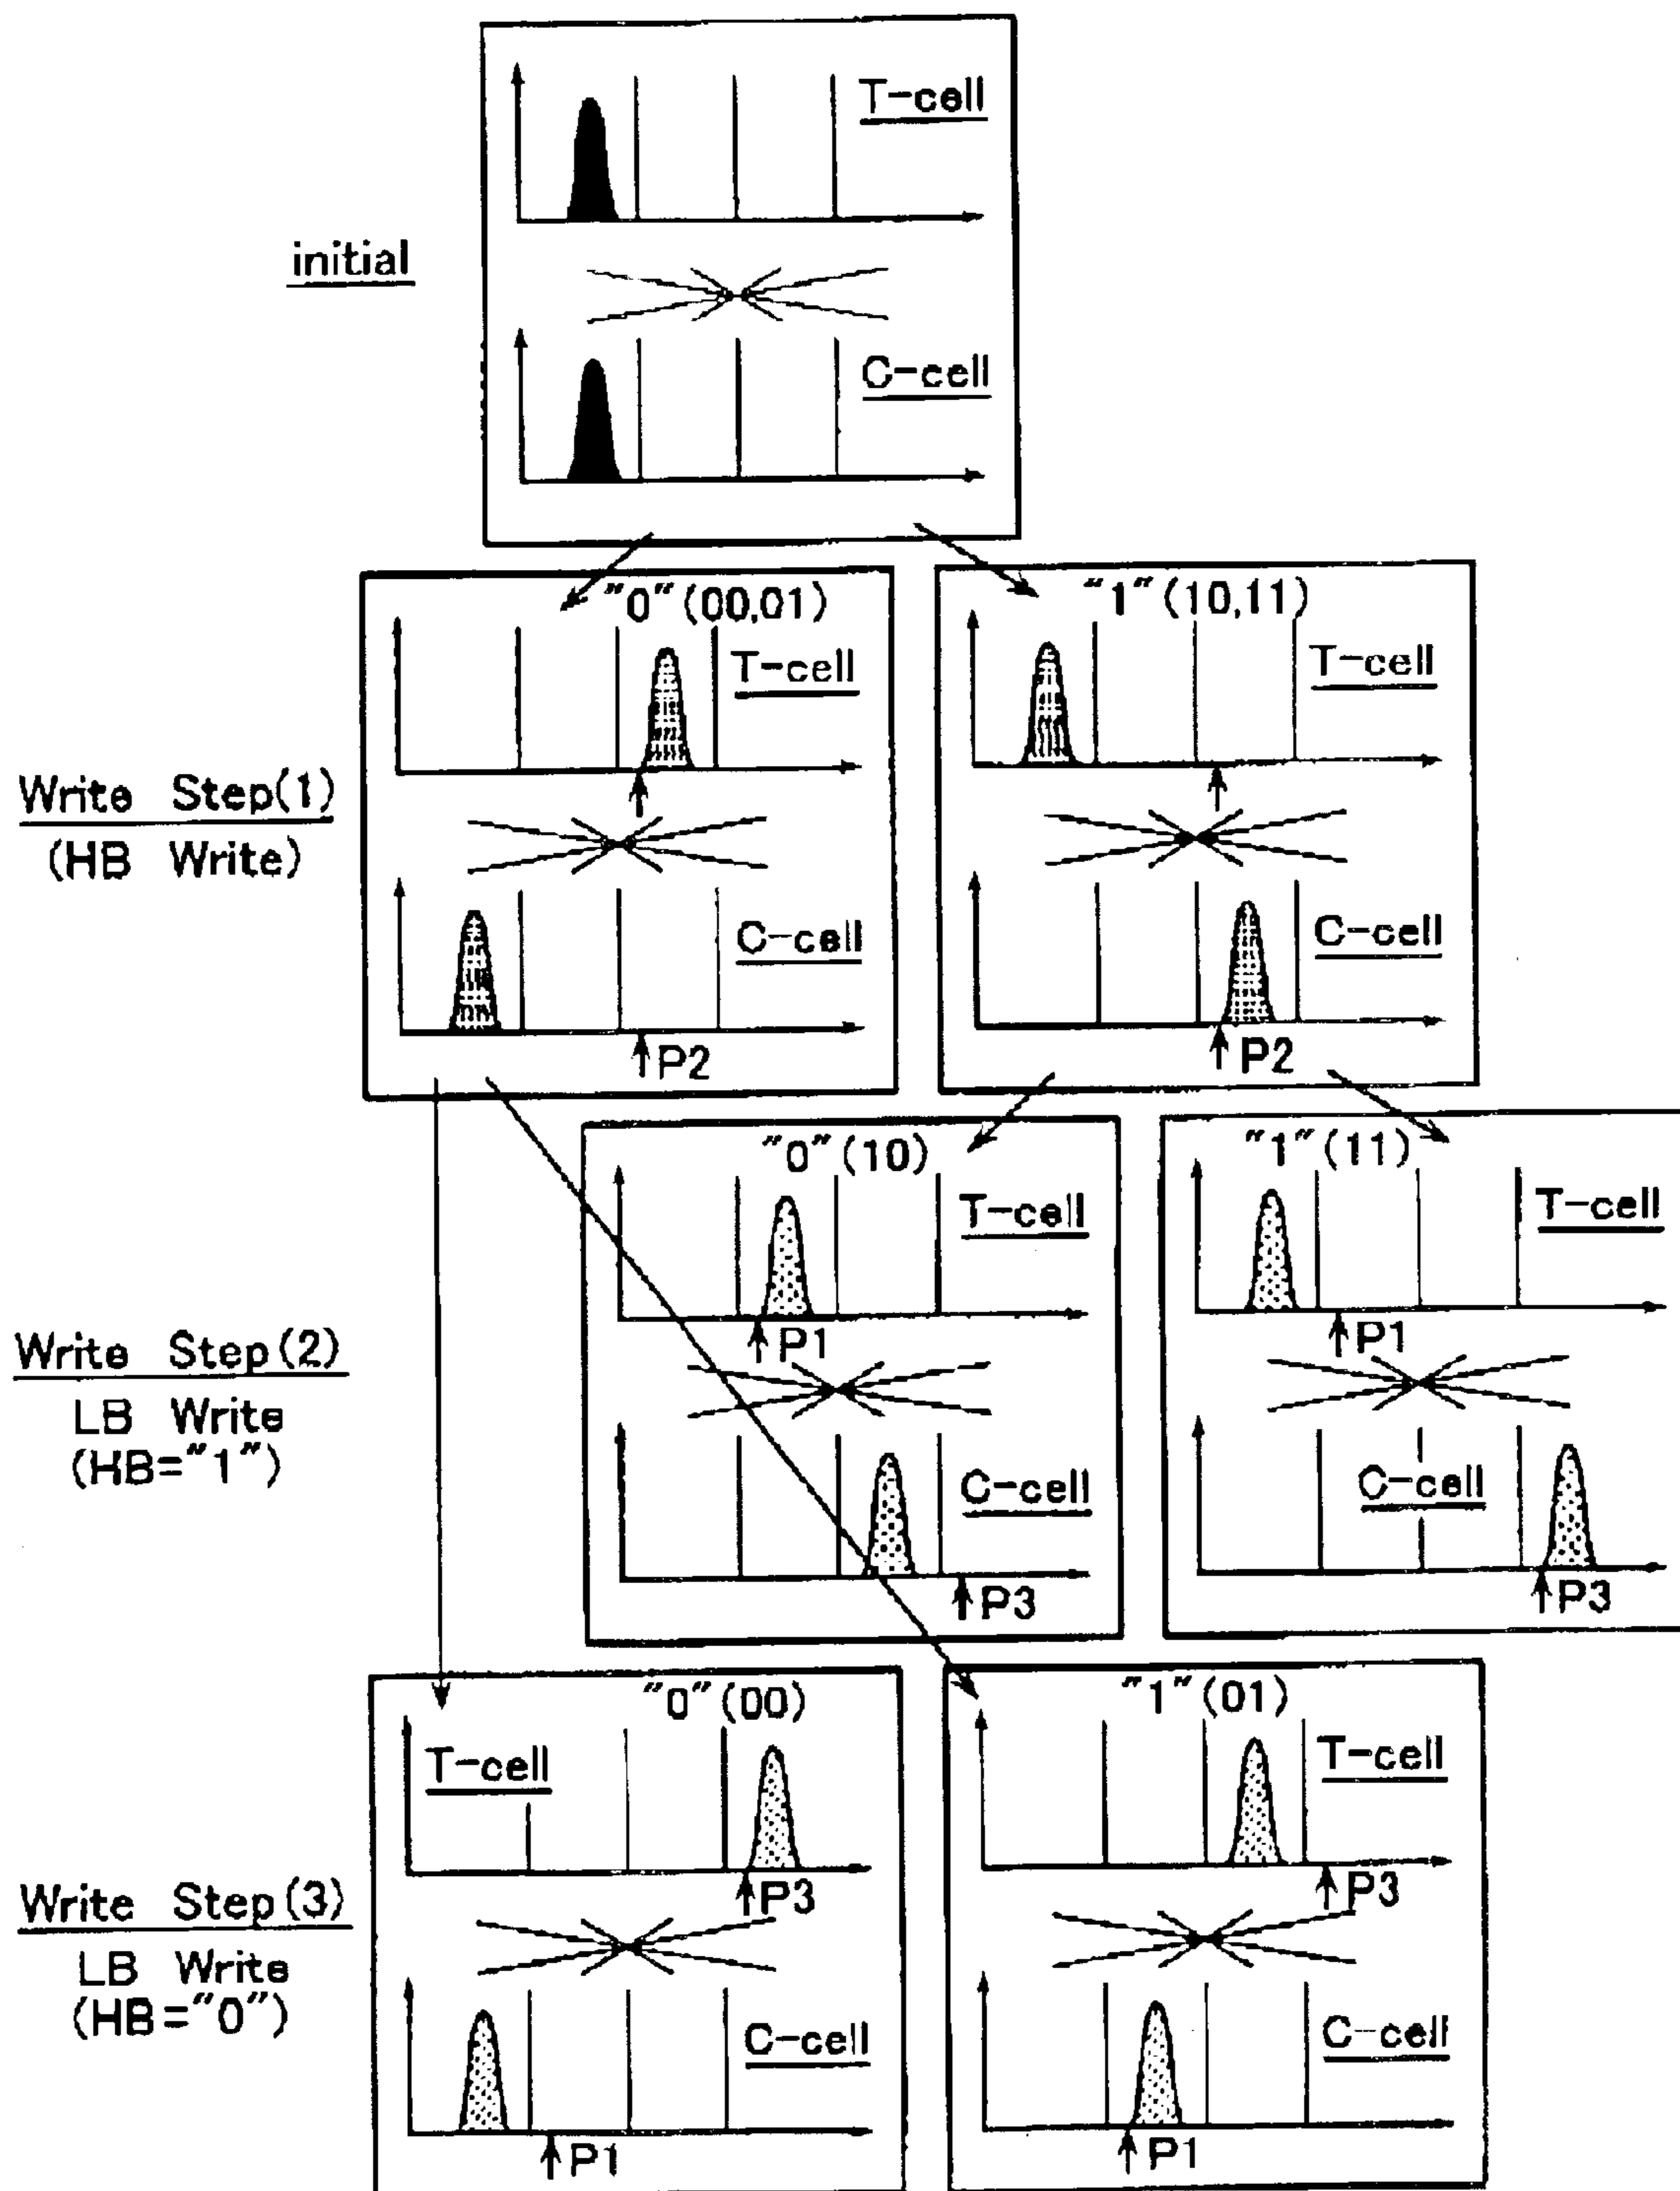 T-cell
initial
C-cell
"0"(00,01)
"1"(10,11)
T-cell
T-cell
Write Step(1)
(HB Write)
C-cell
C-cell
P2
P2
"0"(10)
"1"(11)
T-cell
T-cell
P1
P1
Write Step(2)
LB Write
(HB="1")
C-cell
C-cell
P3
P3
"0"(00)
"1"(01)
T-cell
T-cell
P3
P3
Write Step(3)
LB Write
(HB="0")
C-cell
C-cell
P1
P1